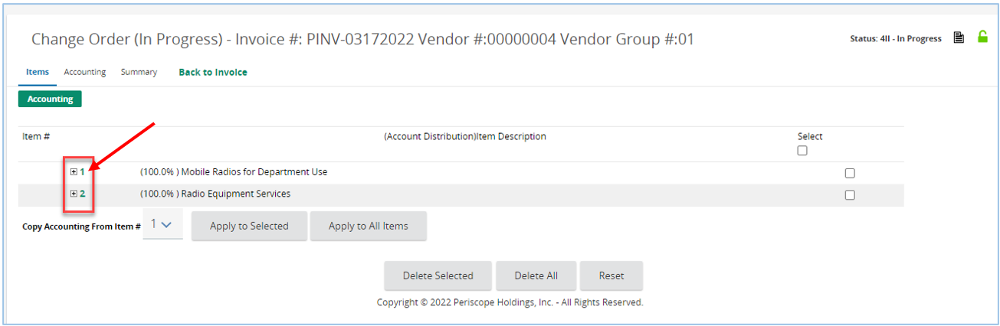 Change Order (In Progress) - Invoice #: PINV-03172022 Vendor #:00000004 Vendor Group #:01
Status: 4II - In Progress
Items Accounting Summary Back to Invoice
Accounting
Item # (Account Distribution)Item Description Select
1 (100.0% ) Mobile Radios for Department Use
2 (100.0% ) Radio Equipment Services
Copy Accounting From Item # 1 Apply to Selected Apply to All Items
Delete Selected Delete All Reset
Copyright © 2022 Periscope Holdings, Inc. - All Rights Reserved.